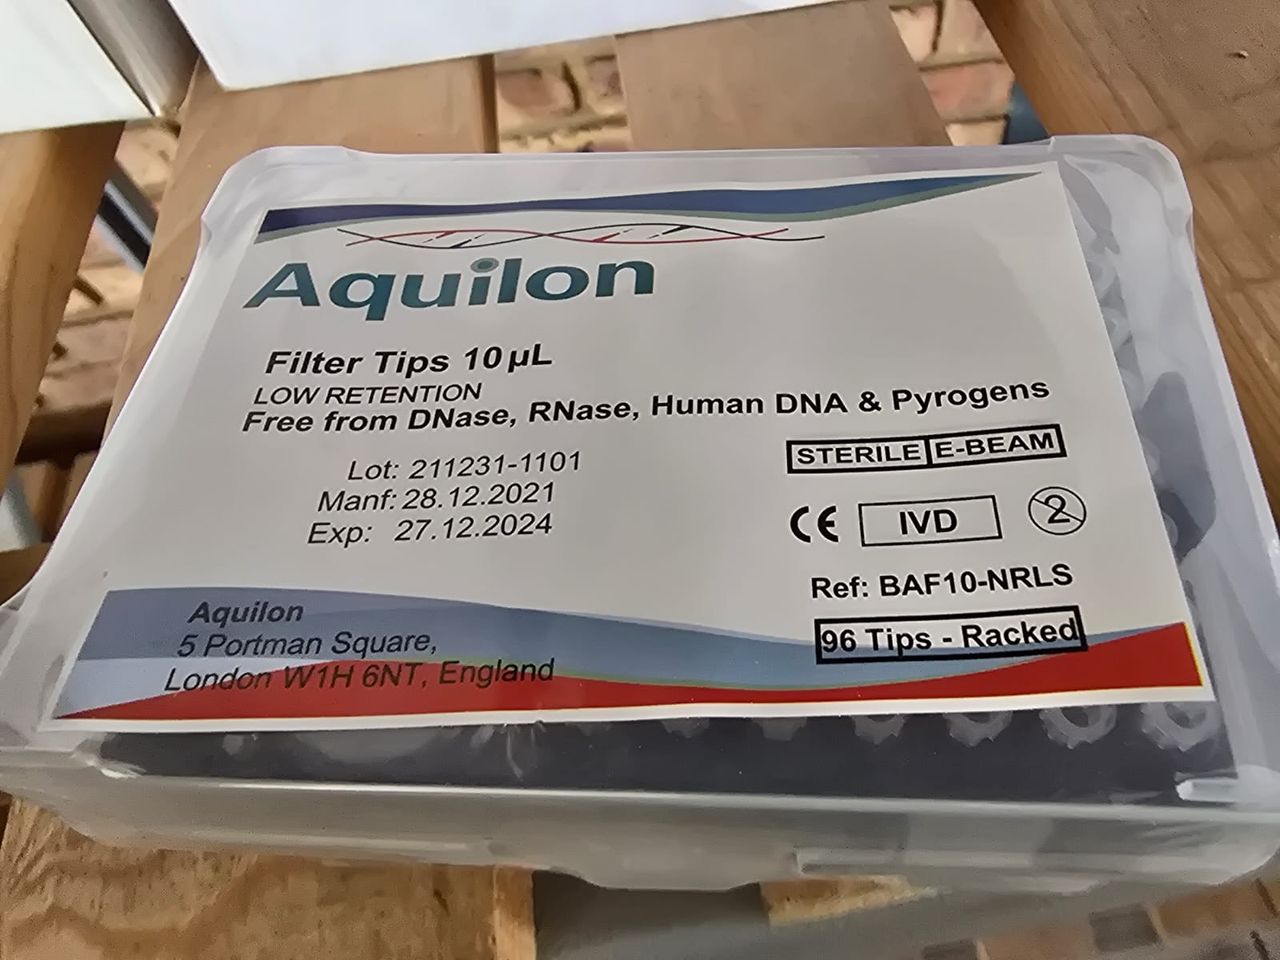 Aquilon
Filter Tips 10 µL
LOW RETENTION
Free from DNase, RNase, Human DNA & Pyrogens
Lot: 211231-1101
Manf: 28.12.2021
Exp: 27.12.2024
STERILE E-BEAM
CE IVD 2
Ref: BAF10-NRLS
96 Tips - Racked
Aquilon
5 Portman Square,
London W1H 6NT, England